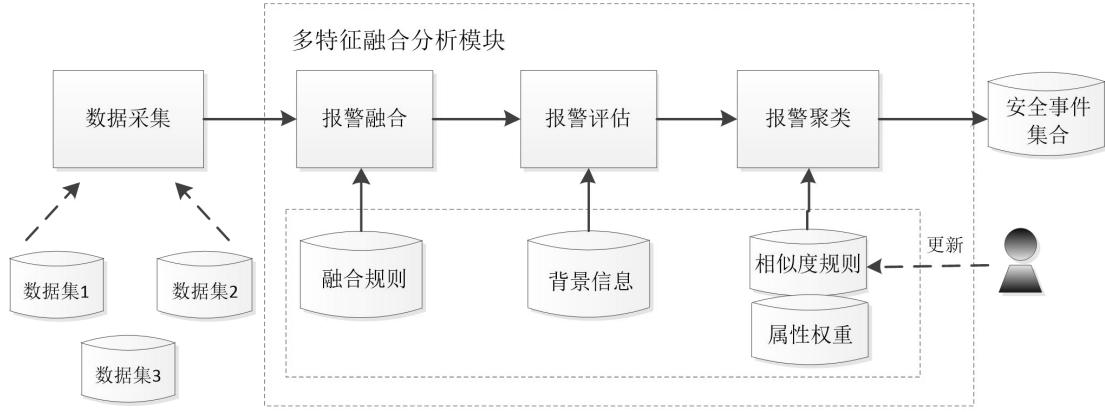 多特征融合分析模块
数据采集
报警融合
报警评估
报警聚类
安全事件
集合
数据集1
数据集2
数据集3
融合规则
背景信息
相似度规则
更新
属性权重